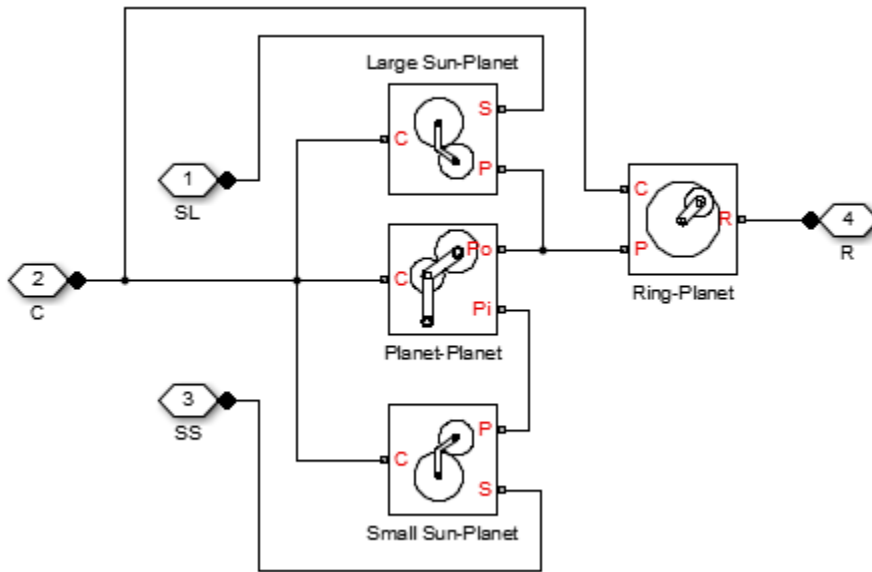 Large Sun-Planet
S
C
P
1
SL
C
R
P
4
R
Ring-Planet
2
C
Po
C
Pi
Planet-Planet
3
SS
P
C
S
Small Sun-Planet